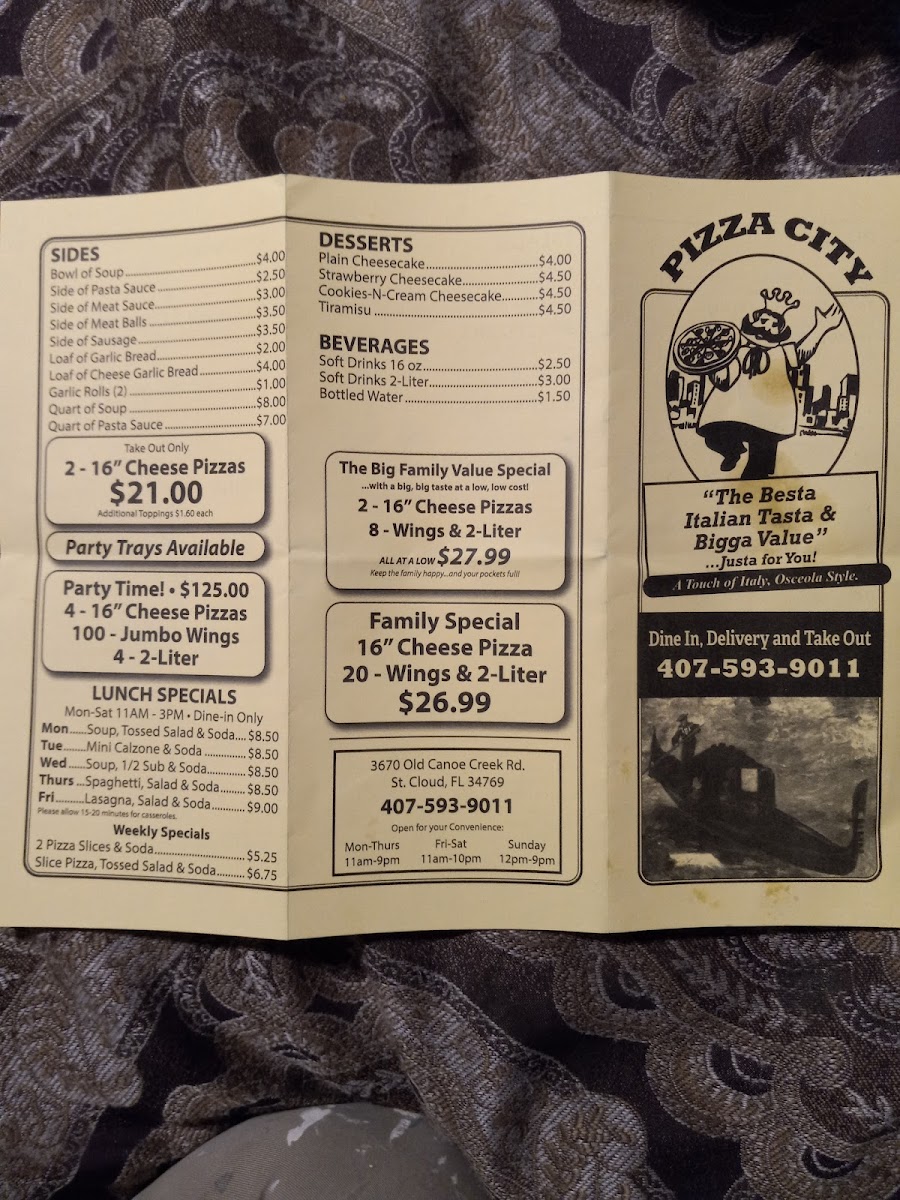 SIDES
Bowl of Soup $4.00
Side of Pasta Sauce $2.50
Side of Meat Sauce $3.00
Side of Meat Balls $3.50
Side of Sausage $3.50
Loaf of Garlic Bread $2.00
Loaf of Cheese Garlic Bread $4.00
Garlic Rolls (2) $1.00
Quart of Soup $8.00
Quart of Pasta Sauce $7.00
Take Out Only
2 - 16" Cheese Pizzas
$21.00
Additional Toppings $1.60 each
Party Trays Available
Party Time! • $125.00
4 - 16" Cheese Pizzas
100 - Jumbo Wings
4 - 2-Liter
LUNCH SPECIALS
Mon-Sat 11AM - 3PM • Dine-in Only
Mon......Soup, Tossed Salad & Soda.... $8.50
Tue........Mini Calzone & Soda ............... $8.50
Wed .....Soup, 1/2 Sub & Soda........... $8.50
Thurs ...Spaghetti, Salad & Soda......... $8.50
Fri..........Lasagna, Salad & Soda........... $9.00
Please allow 15-20 minutes for casseroles.
Weekly Specials
2 Pizza Slices & Soda $5.25
Slice Pizza, Tossed Salad & Soda......... $6.75
DESSERTS
Plain Cheesecake $4.00
Strawberry Cheesecake $4.50
Cookies-N-Cream Cheesecake $4.50
Tiramisu $4.50
BEVERAGES
Soft Drinks 16 oz $2.50
Soft Drinks 2-Liter $3.00
Bottled Water $1.50
The Big Family Value Special
...with a big, big taste at a low, low cost!
2 - 16" Cheese Pizzas
8 - Wings & 2-Liter
ALL AT A LOW $27.99
Keep the family happy...and your pockets full!
Family Special
16" Cheese Pizza
20 - Wings & 2-Liter
$26.99
3670 Old Canoe Creek Rd.
St. Cloud, FL 34769
407-593-9011
Open for your Convenience:
Mon-Thurs Fri-Sat Sunday
11am-9pm 11am-10pm 12pm-9pm
PIZZA CITY
"The Besta
Italian Tasta &
Bigga Value"
...Justa for You!
A Touch of Italy, Osceola Style.
Dine In, Delivery and Take Out
407-593-9011